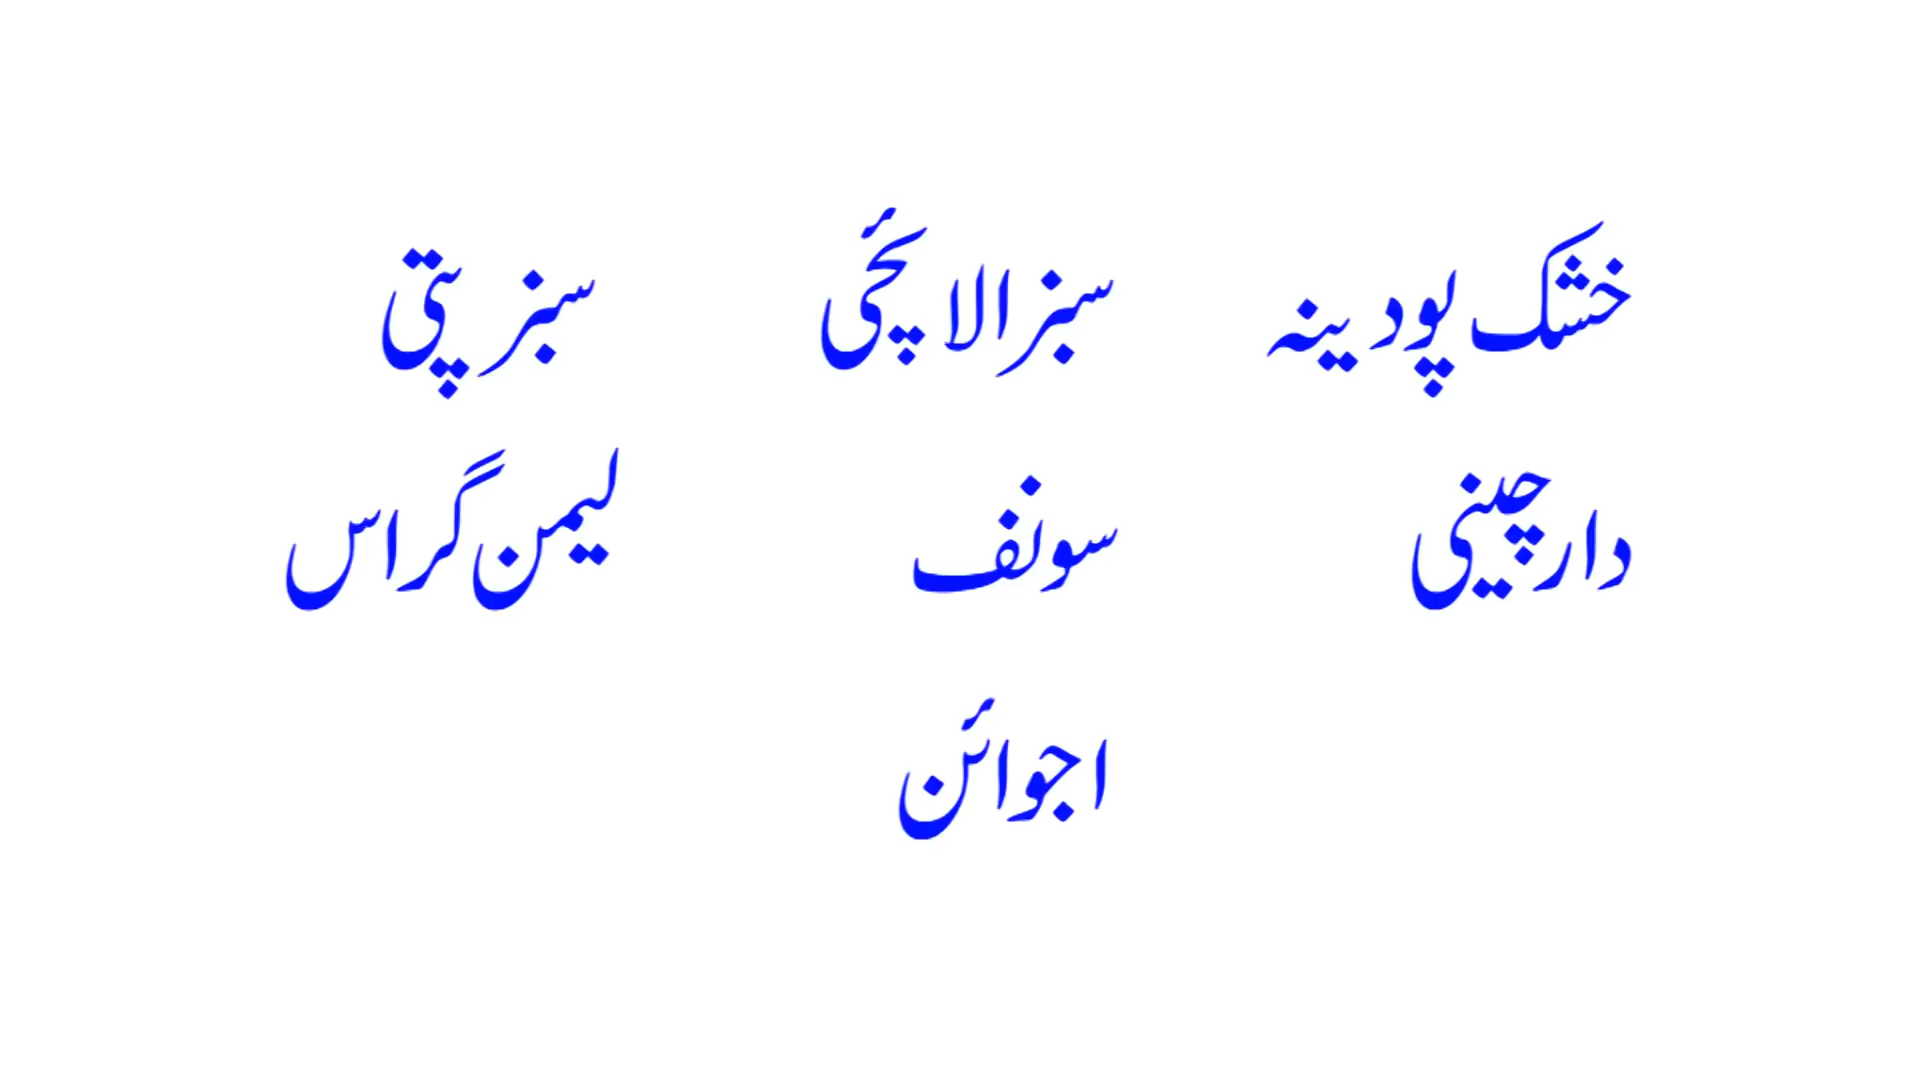 خشک پودینہ سبز الائچی سبز پتی
دار چینی سونف لیمن گراس
اجوائن